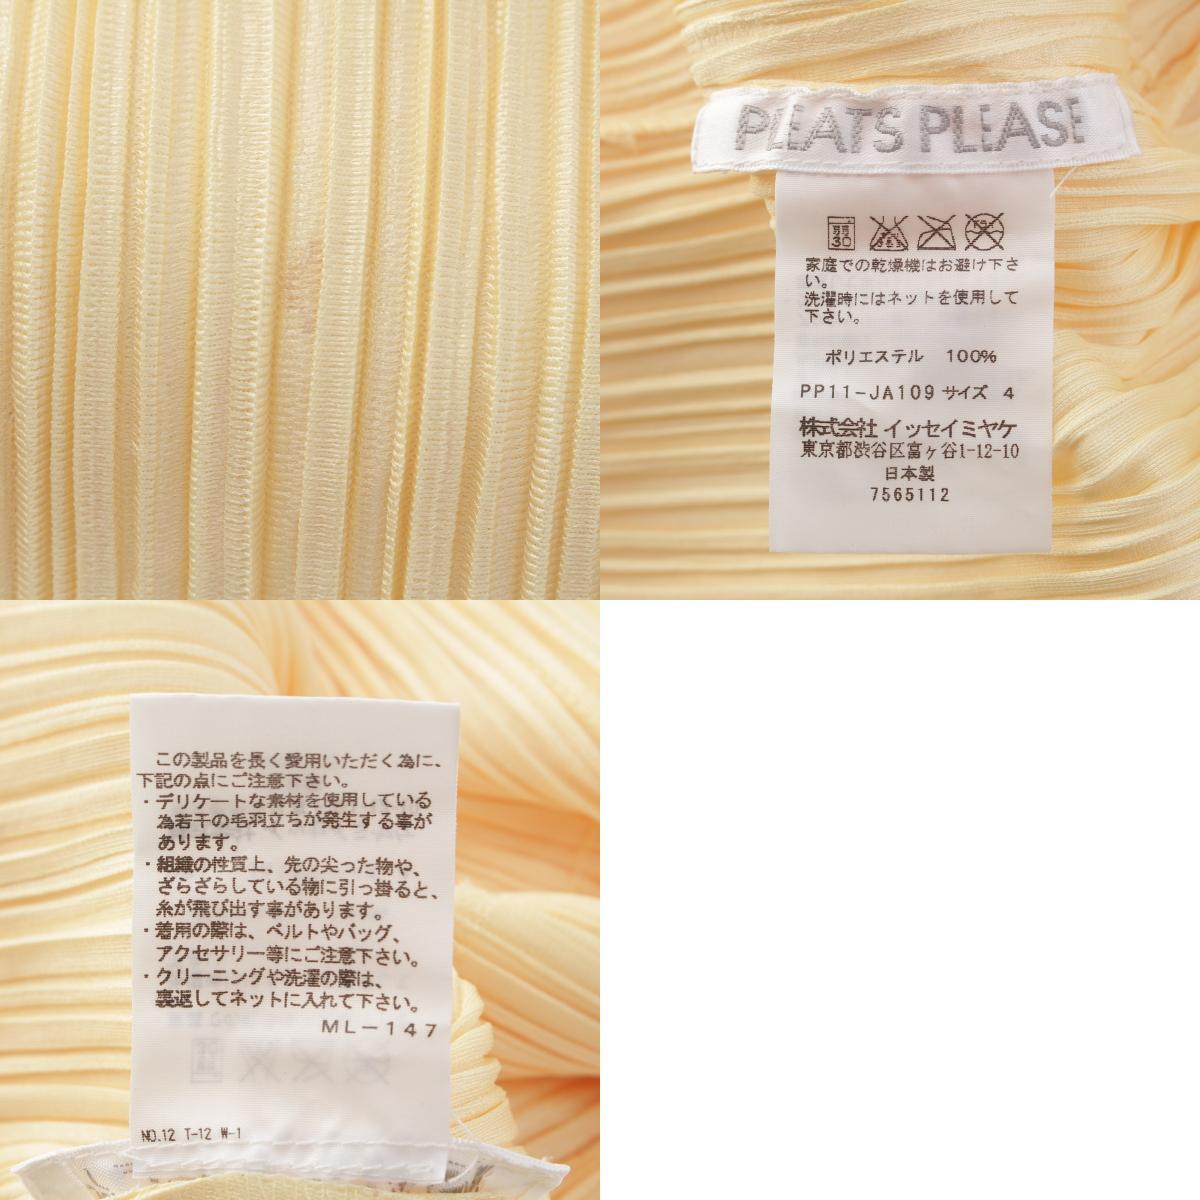 PLEATS PLEASE
弱
30
家庭での乾燥機はお避け下さ
い。
洗濯時にはネットを使用して
下さい。
ポリエステル 100%
PP11-JA109 サイズ 4
株式会社 イッセイミヤケ
東京都渋谷区富ヶ谷1-12-10
日本製
7565112
この製品を長く愛用いただく為に、
下記の点にご注意下さい。
・デリケートな素材を使用している
為若干の毛羽立ちが発生する事が
あります。
・組織の性質上、先の尖った物や、
ざらざらしている物に引っ掛ると、
糸が飛び出す事があります。
・着用の際は、ベルトやバッグ、
アクセサリー等にご注意下さい。
・クリーニングや洗濯の際は、
裏返してネットに入れて下さい。
ML-147
NO.12 T-12 W-1